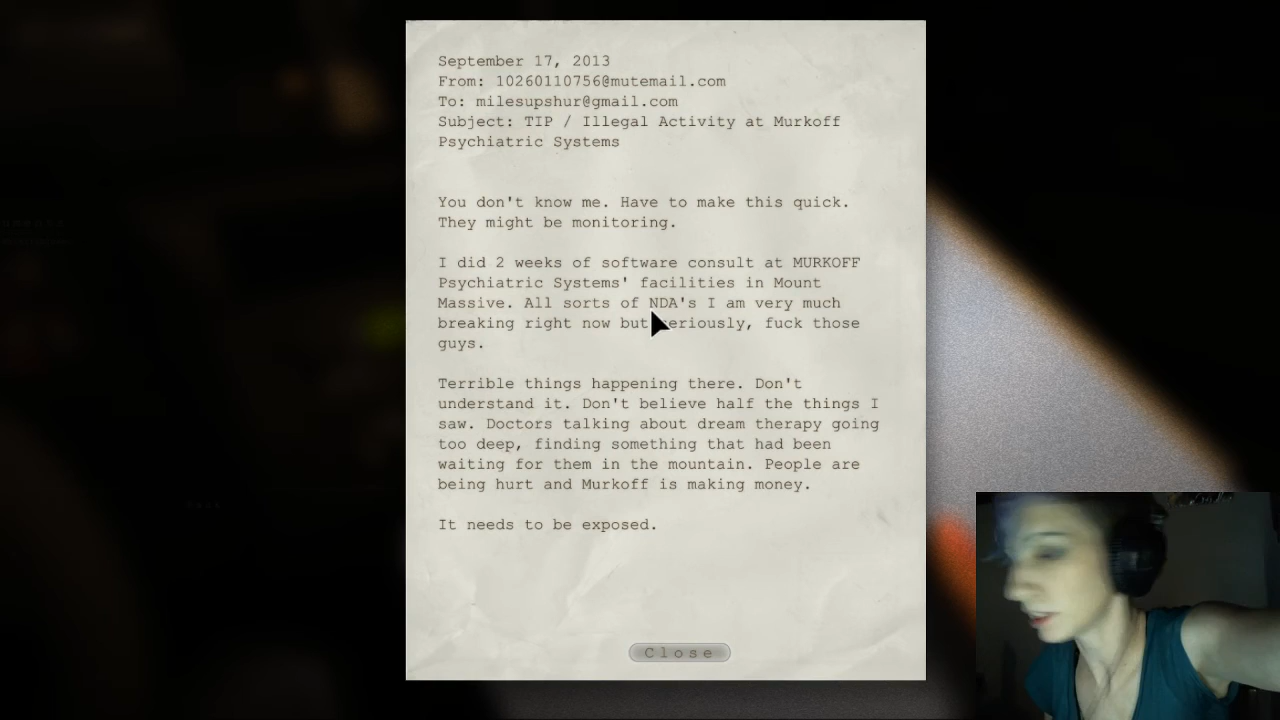 September 17, 2013
From: 10260110756@mutemail.com
To: milesupshur@gmail.com
Subject: TIP / Illegal Activity at Murkoff
Psychiatric Systems
You don't know me. Have to make this quick.
They might be monitoring.
I did 2 weeks of software consult at MURKOFF
Psychiatric Systems' facilities in Mount
Massive. All sorts of NDA's I am very much
breaking right now but seriously, fuck those
guys.
Terrible things happening there. Don't
understand it. Don't believe half the things I
saw. Doctors talking about dream therapy going
too deep, finding something that had been
waiting for them in the mountain. People are
being hurt and Murkoff is making money.
It needs to be exposed.
Close